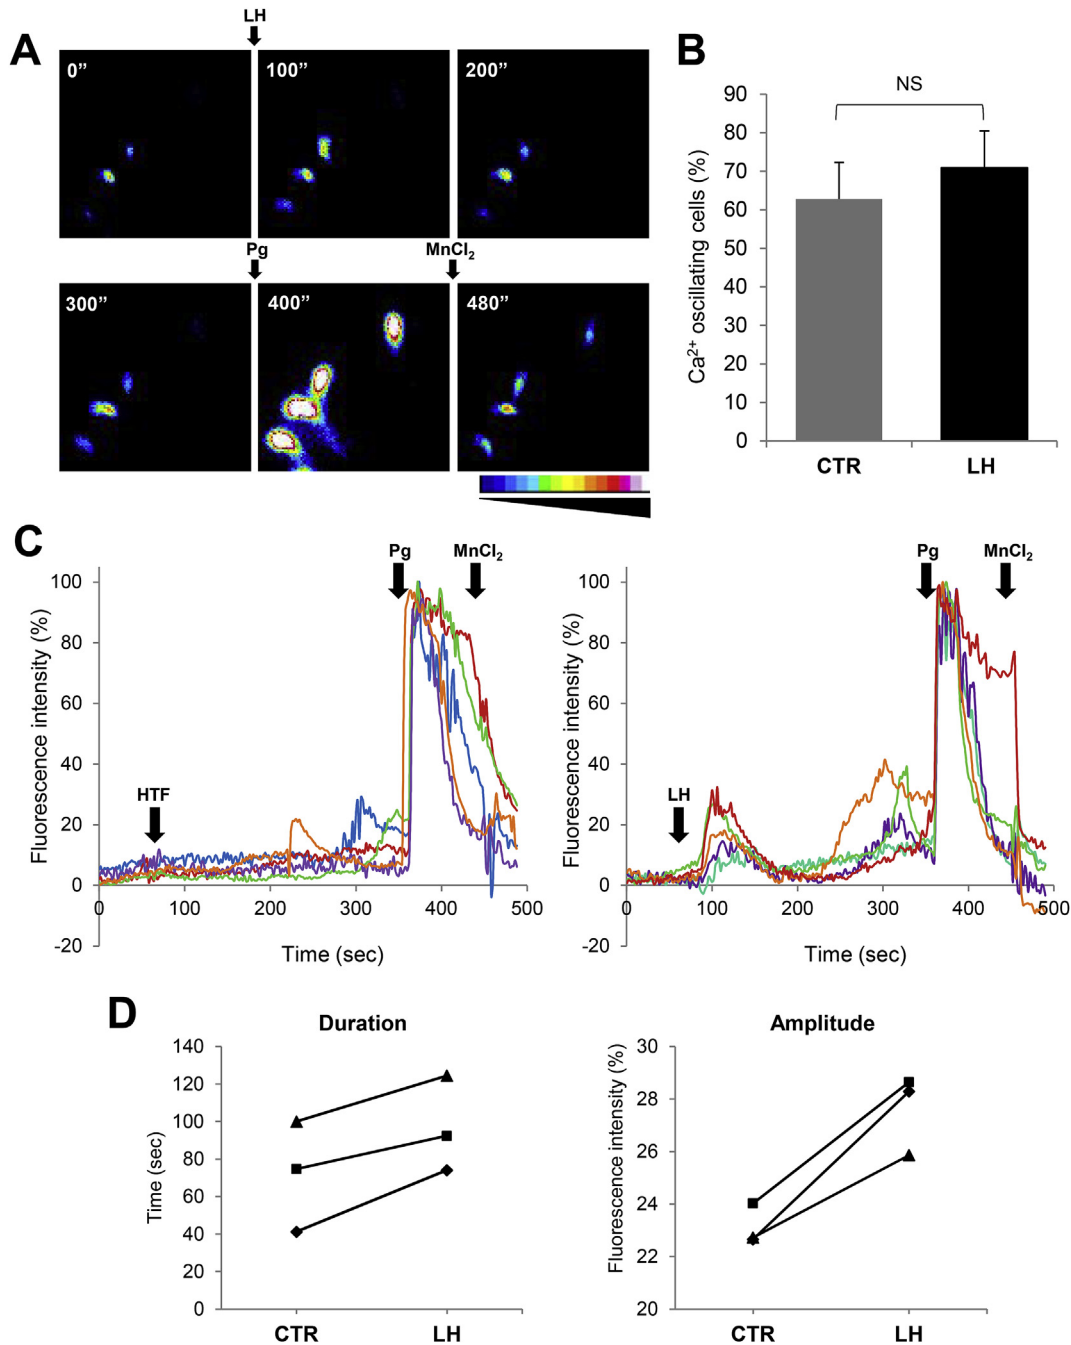 LH
A
0”
100”
200”
Pg
MnCl₂
300”
400”
480”
B
NS
90
80
70
60
50
40
30
20
10
0
Ca²⁺ oscillating cells (%)
CTR
LH
C
Pg
MnCl₂
HTF
100
80
60
40
20
0
-20
Fluorescence intensity (%)
0
100
200
300
400
500
Time (sec)
Pg
MnCl₂
LH
100
80
60
40
20
0
-20
Fluorescence intensity (%)
0
100
200
300
400
500
Time (sec)
D
Duration
140
120
100
80
60
40
20
0
Time (sec)
CTR
LH
Amplitude
30
28
26
24
22
20
Fluorescence intensity (%)
CTR
LH